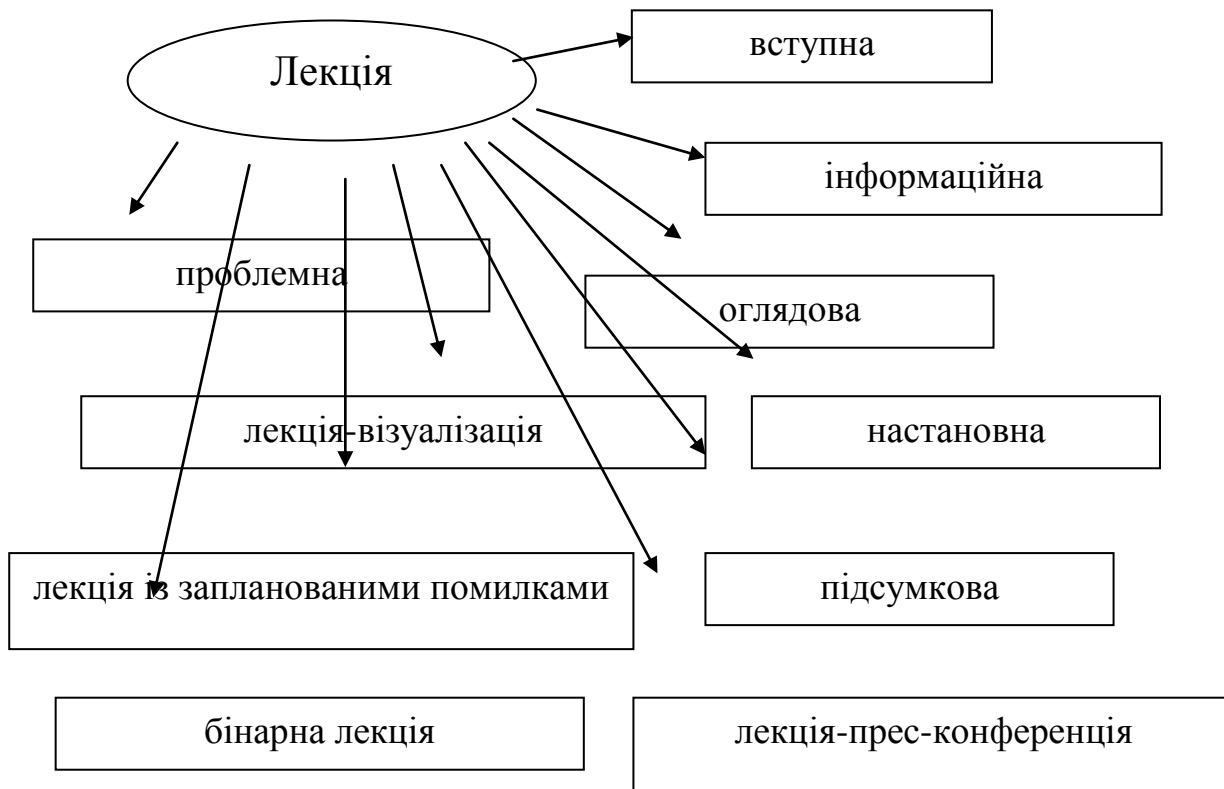 Лекція
вступна
інформаційна
проблемна
оглядова
лекція-візуалізація
настановна
лекція із запланованими помилками
підсумкова
бінарна лекція
лекція-прес-конференція